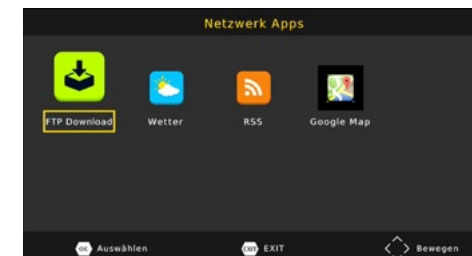 Netzwerk Apps
FTP Download Wetter RSS Google Map
OK Auswählen EXIT EXIT Bewegen